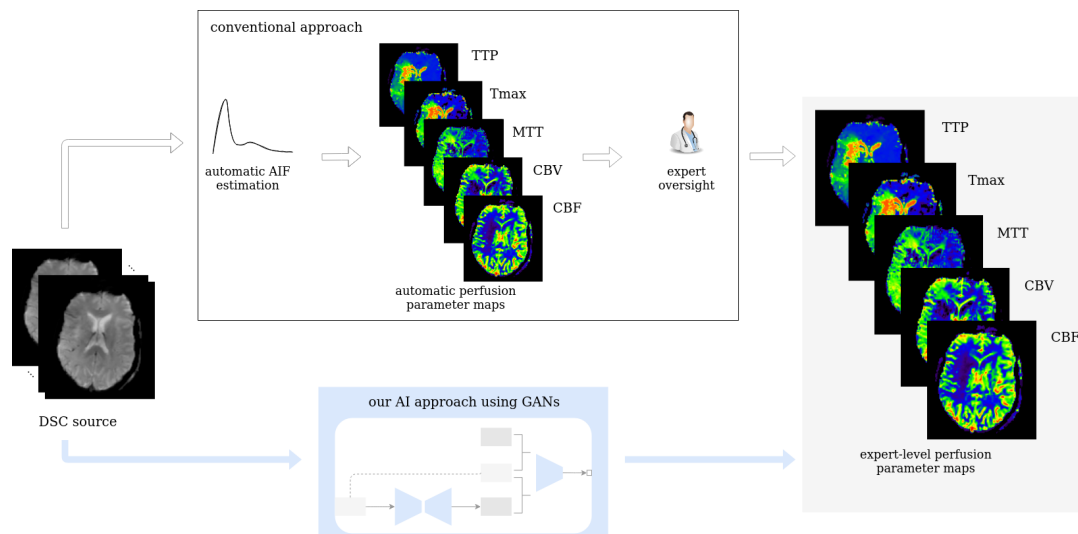 conventional approach
TTP
Tmax
MTT
CBV
CBF
automatic AIF
estimation
automatic perfusion
parameter maps
expert
oversight
TTP
Tmax
MTT
CBV
CBF
expert-level perfusion
parameter maps
DSC source
our AI approach using GANs